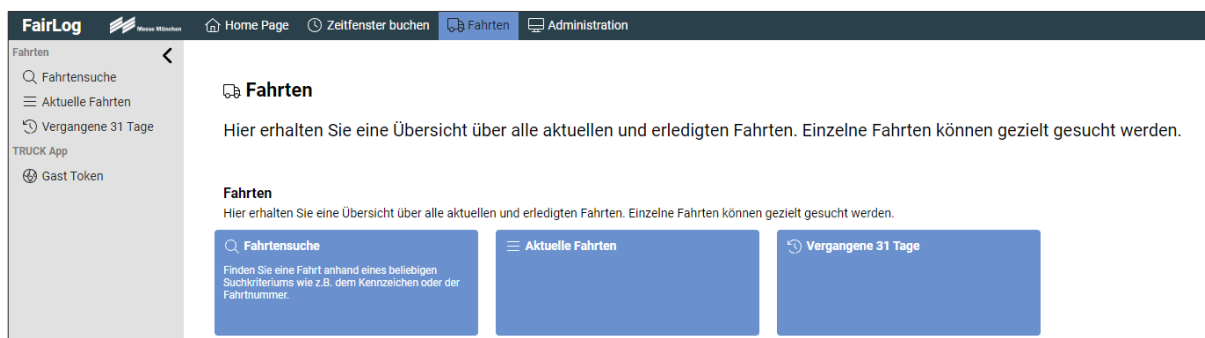 FairLog Messe München Home Page Zeitfenster buchen Fahrten Administration
Fahrten
Fahrtensuche
Aktuelle Fahrten
Vergangene 31 Tage
TRUCK App
Gast Token
Fahrten
Hier erhalten Sie eine Übersicht über alle aktuellen und erledigten Fahrten. Einzelne Fahrten können gezielt gesucht werden.
Fahrten
Hier erhalten Sie eine Übersicht über alle aktuellen und erledigten Fahrten. Einzelne Fahrten können gezielt gesucht werden.
Fahrtensuche
Finden Sie eine Fahrt anhand eines beliebigen
Suchkriteriums wie z.B. dem Kennzeichen oder der
Fahrtnummer.
Aktuelle Fahrten
Vergangene 31 Tage